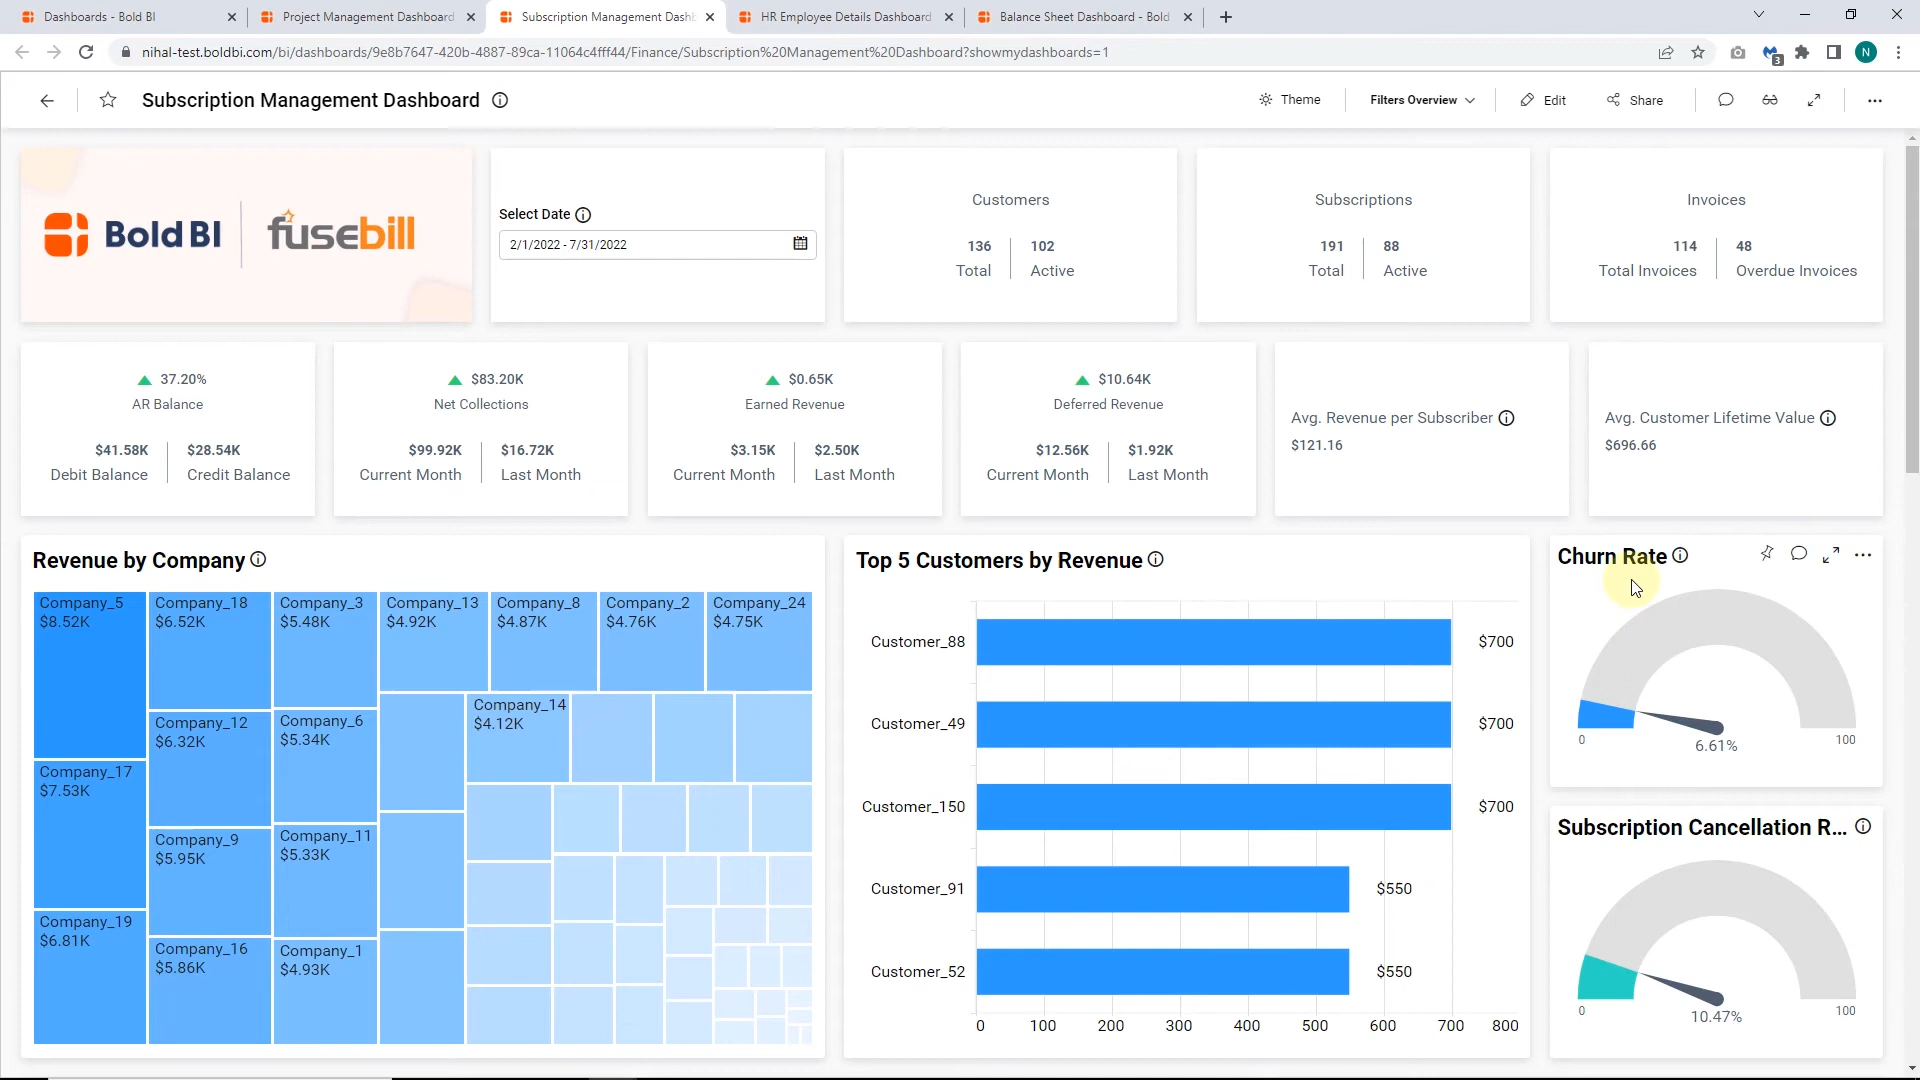 Dashboards - Bold BI
Project Management Dashboard
Subscription Management Dashb
HR Employee Details Dashboard
Balance Sheet Dashboard - Bold
nihal-test.boldbi.com/bi/dashboards/9e8b7647-420b-4887-89ca-11064c4fff44/Finance/Subscription%20Management%20Dashboard?showmydashboards=1
3
N
Subscription Management Dashboard
Theme
Filters Overview
Edit
Share
Bold BI
fusebill
Select Date
2/1/2022 - 7/31/2022
Customers
136 102
Total Active
Subscriptions
191 88
Total Active
Invoices
114 48
Total Invoices Overdue Invoices
37.20%
AR Balance
$41.58K $28.54K
Debit Balance Credit Balance
$83.20K
Net Collections
$99.92K $16.72K
Current Month Last Month
$0.65K
Earned Revenue
$3.15K $2.50K
Current Month Last Month
$10.64K
Deferred Revenue
$12.56K $1.92K
Current Month Last Month
Avg. Revenue per Subscriber
$121.16
Avg. Customer Lifetime Value
$696.66
Revenue by Company
Company_5
$8.52K
Company_17
$7.53K
Company_19
$6.81K
Company_18
$6.52K
Company_12
$6.32K
Company_9
$5.95K
Company_16
$5.86K
Company_3
$5.48K
Company_6
$5.34K
Company_11
$5.33K
Company_1
$4.93K
Company_13
$4.92K
Company_8
$4.87K
Company_2
$4.76K
Company_24
$4.75K
Company_14
$4.12K
Top 5 Customers by Revenue
Customer_88 $700
Customer_49 $700
Customer_150 $700
Customer_91 $550
Customer_52 $550
0 100 200 300 400 500 600 700 800
Churn Rate
0 100
6.61%
Subscription Cancellation R...
0 100
10.47%